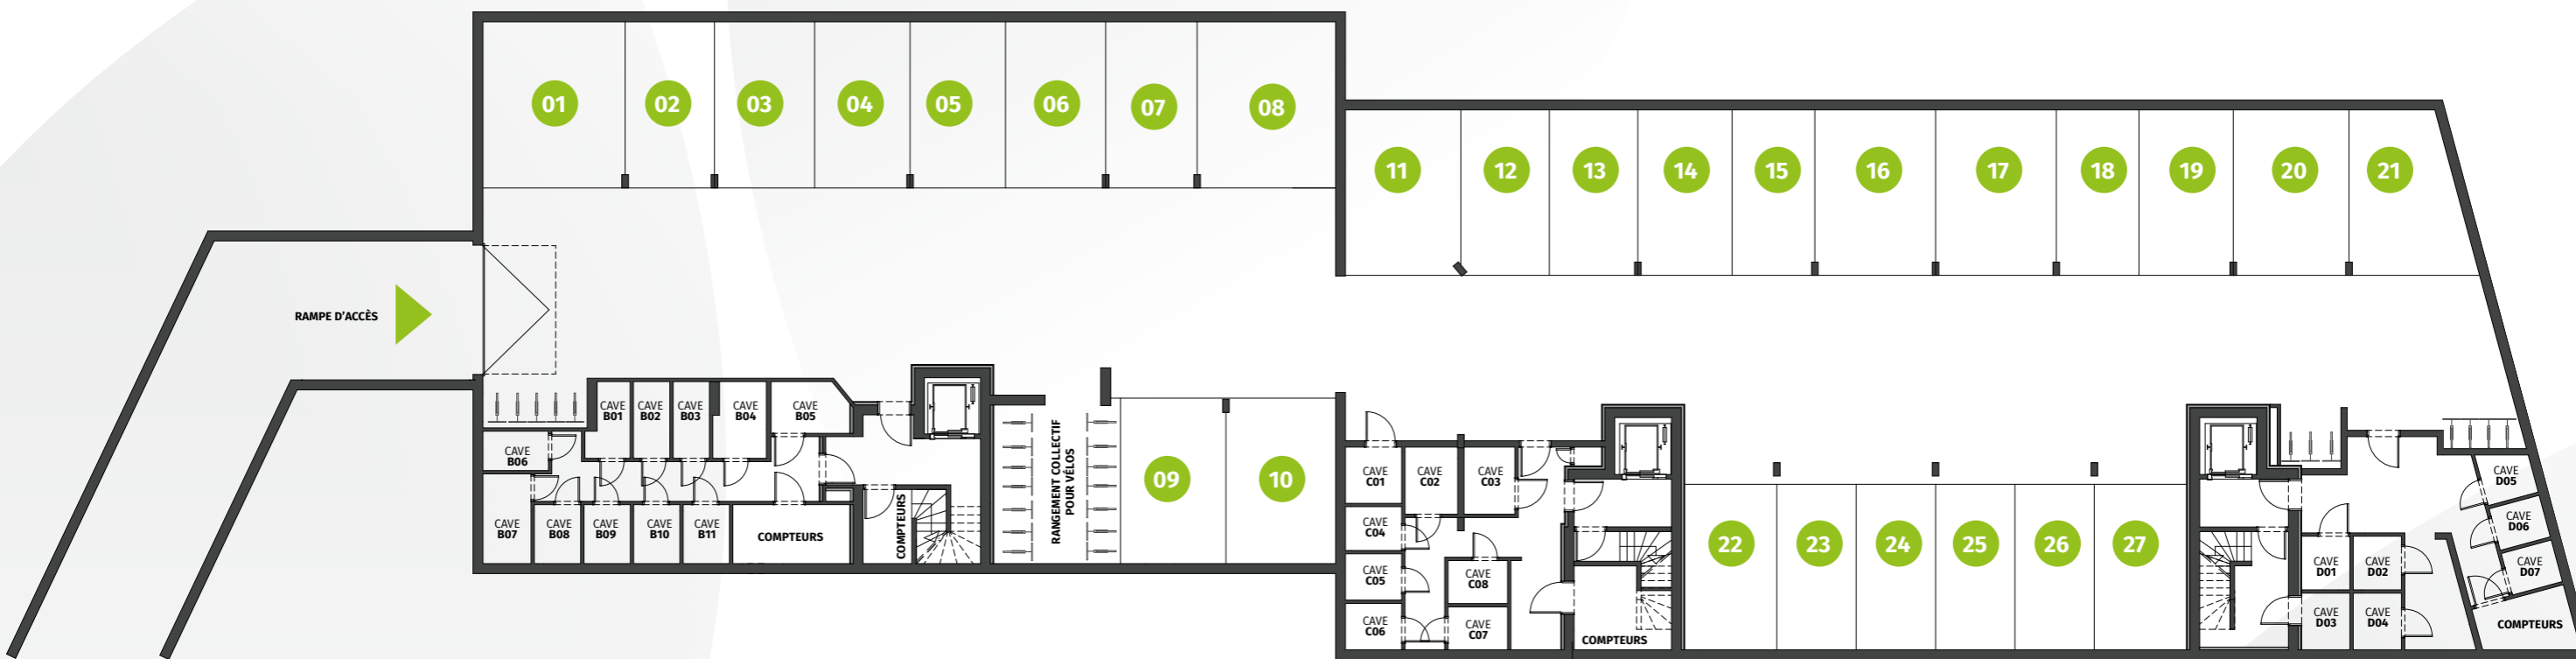 01
02
03
04
05
06
07
08
11
12
13
14
15
16
17
18
19
20
21
RAMPE D'ACCÈS
CAVE
B01
CAVE
B02
CAVE
B03
CAVE
B04
CAVE
B05
CAVE
B06
CAVE
B07
CAVE
B08
CAVE
B09
CAVE
B10
CAVE
B11
COMPTEURS
COMPTEURS
RANGEMENT COLLECTIF
POUR VÉLOS
09
10
CAVE
C01
CAVE
C02
CAVE
C03
CAVE
C04
CAVE
C05
CAVE
C06
CAVE
C08
CAVE
C07
COMPTEURS
22
23
24
25
26
27
CAVE
D01
CAVE
D02
CAVE
D03
CAVE
D04
CAVE
D05
CAVE
D06
CAVE
D07
COMPTEURS